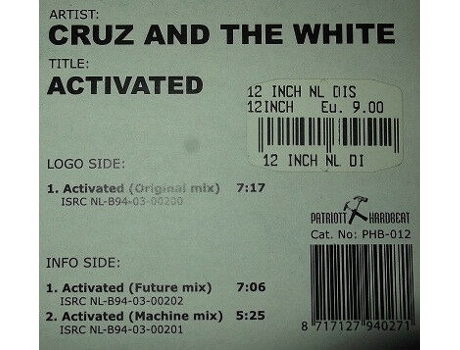 ARTIST:
CRUZ AND THE WHITE
TITLE:
ACTIVATED
12 INCH NL DIS
12INCH Eu. 9.00
12 INCH NL DI
LOGO SIDE:
1. Activated (Original mix) 7:17
ISRC NL-B94-03-00200
PATRIOTT HARDBEAT
Cat. No: PHB-012
INFO SIDE:
1. Activated (Future mix) 7:06
ISRC NL-B94-03-00202
2. Activated (Machine mix) 5:25
ISRC NL-B94-03-00201
8 717127 940271